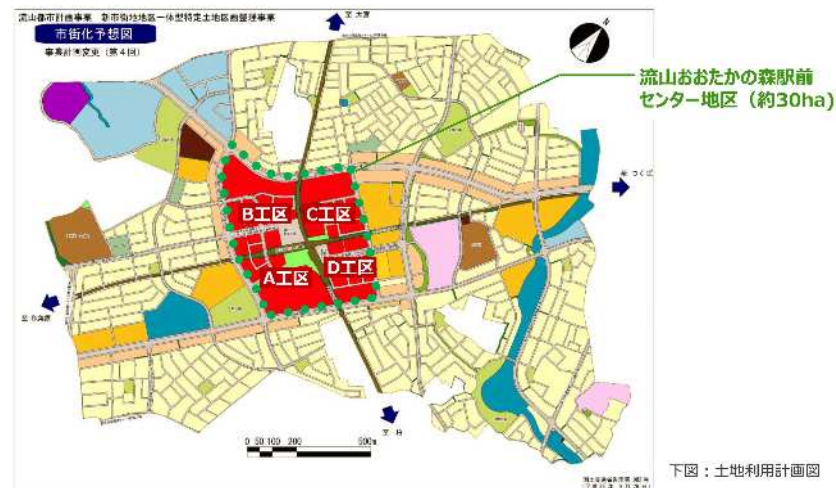 流山都市計画事業 新市街地地区一体型特定土地区画整理事業
市街化予想図
事業計画変更（第4回）
至 大宮
流山おおたかの森駅前
センター地区（約30ha）
至 つくば
B工区
C工区
A工区
D工区
至 秋葉原
至 柏
0 50 100 200 500m
下図：土地利用計画図